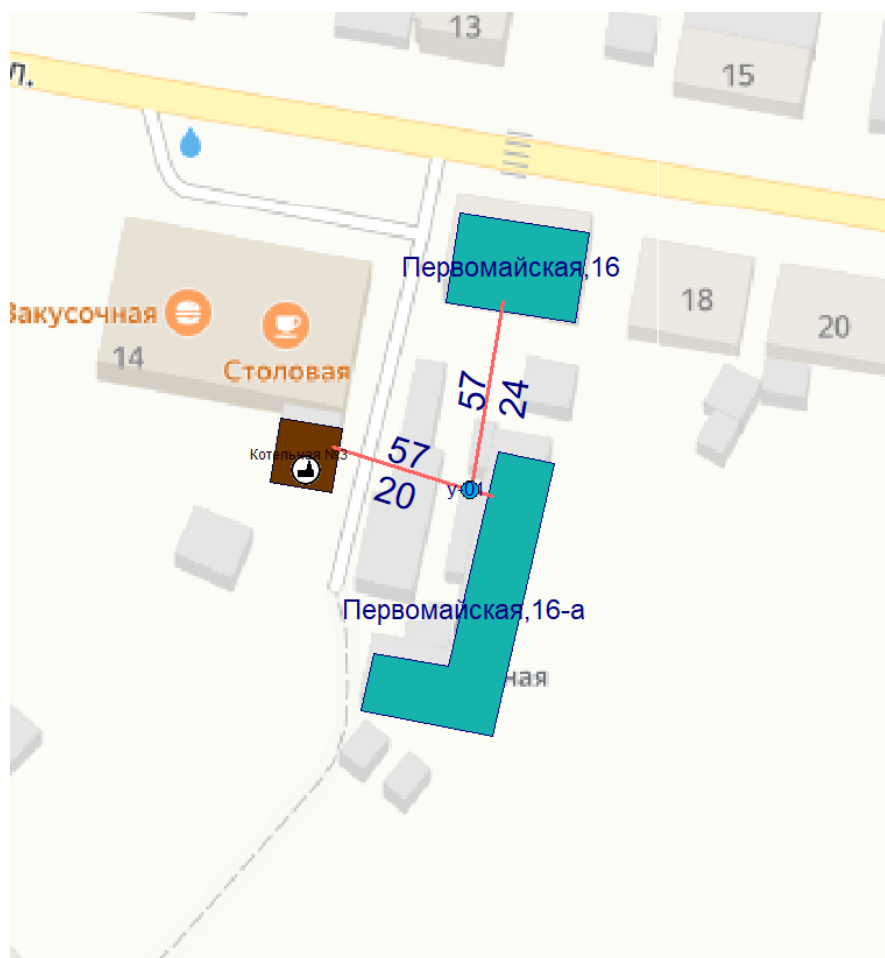 13
л.
15
Первомайская,16
Закусочная
18
20
14
Столовая
57
24
Котельная №3
57
20
у-01
Первомайская,16-а
ная